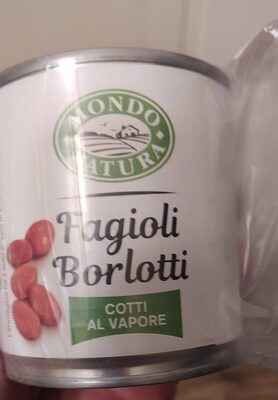 MONDO
NATURA
Fagioli
Borlotti
COTTI
AL VAPORE